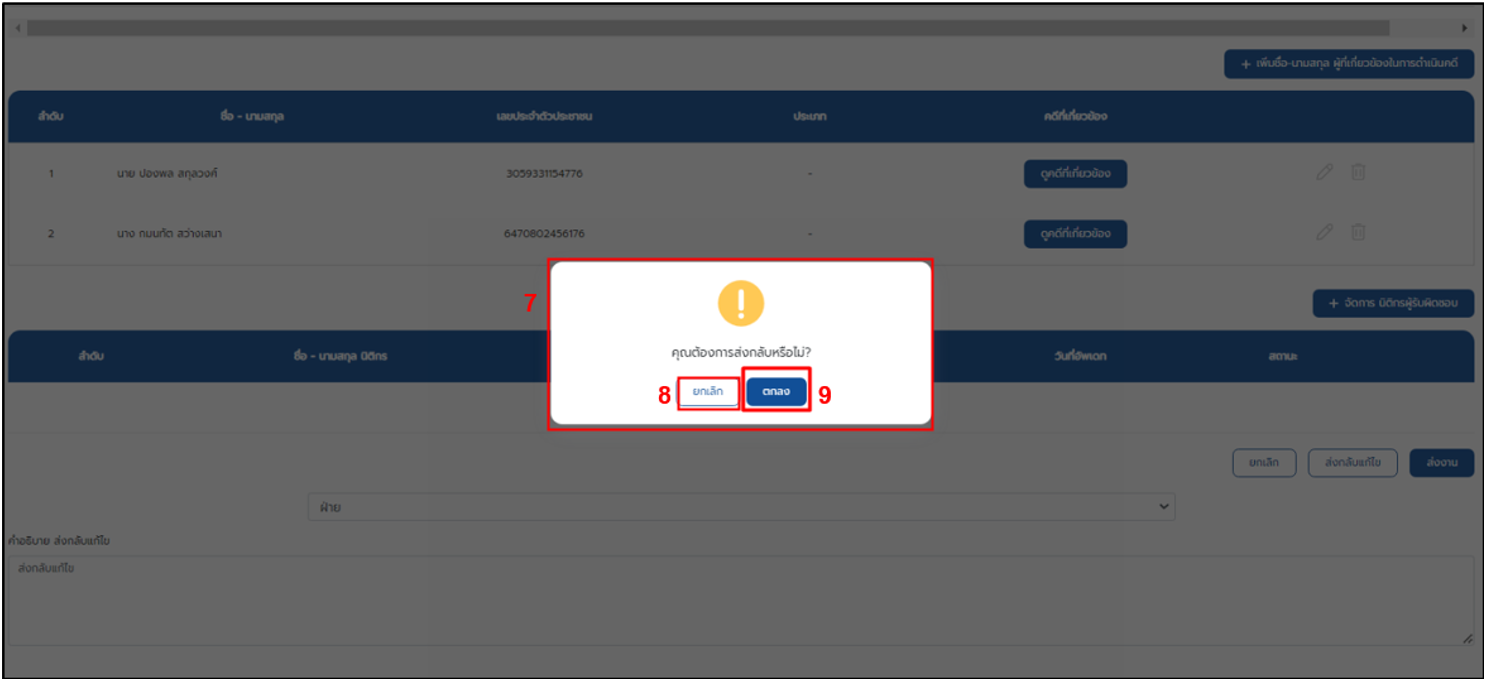 + เพิ่มชื่อ-นามสกุล ผู้ที่เกี่ยวข้องในการดำเนินคดี
ลำดับ ชื่อ - นามสกุล เลขประจำตัวประชาชน ประเภท คดีที่เกี่ยวข้อง
1 นาย ปองพล สกุลวงศ์ 3059331154776 - ดูคดีที่เกี่ยวข้อง
2 นาง กมนทัต สว่างเสนา 6470802456176 - ดูคดีที่เกี่ยวข้อง
7
+ จัดการ นิติกรผู้รับผิดชอบ
ลำดับ ชื่อ - นามสกุล นิติกร วันที่อัพเดท สถานะ
คุณต้องการส่งกลับหรือไม่?
8 ยกเลิก ตกลง 9
ยกเลิก ส่งกลับแก้ไข ส่งงาน
ฝ่าย
คำอธิบาย ส่งกลับแก้ไข
ส่งกลับแก้ไข